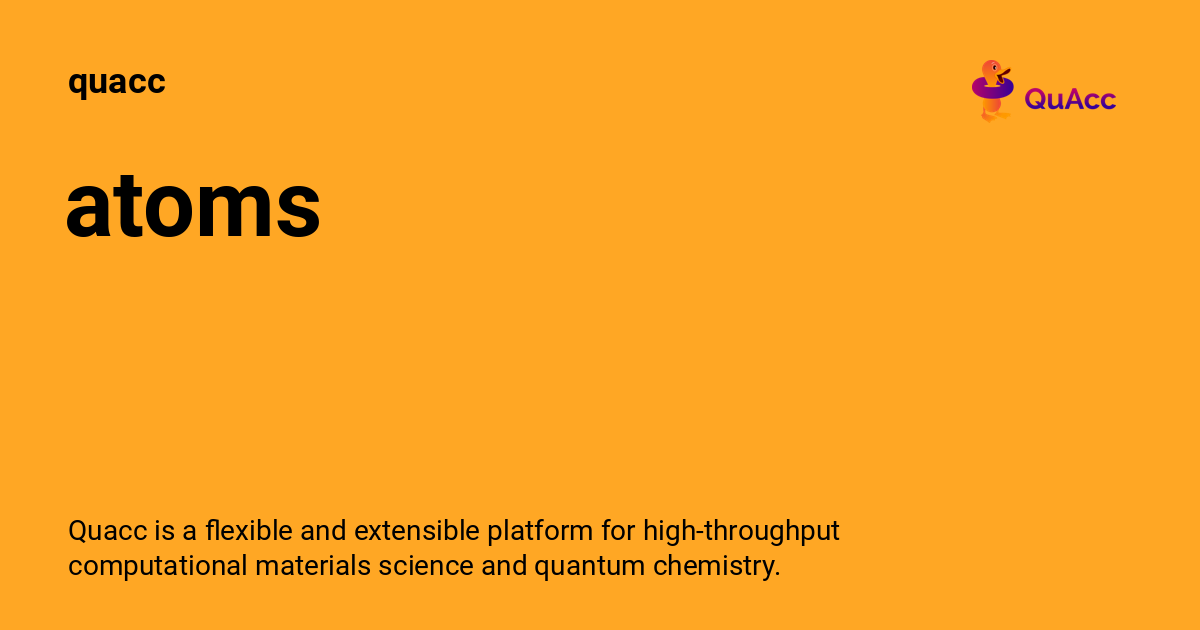 quacc
QuAcc
atoms
Quacc is a flexible and extensible platform for high-throughput
computational materials science and quantum chemistry.